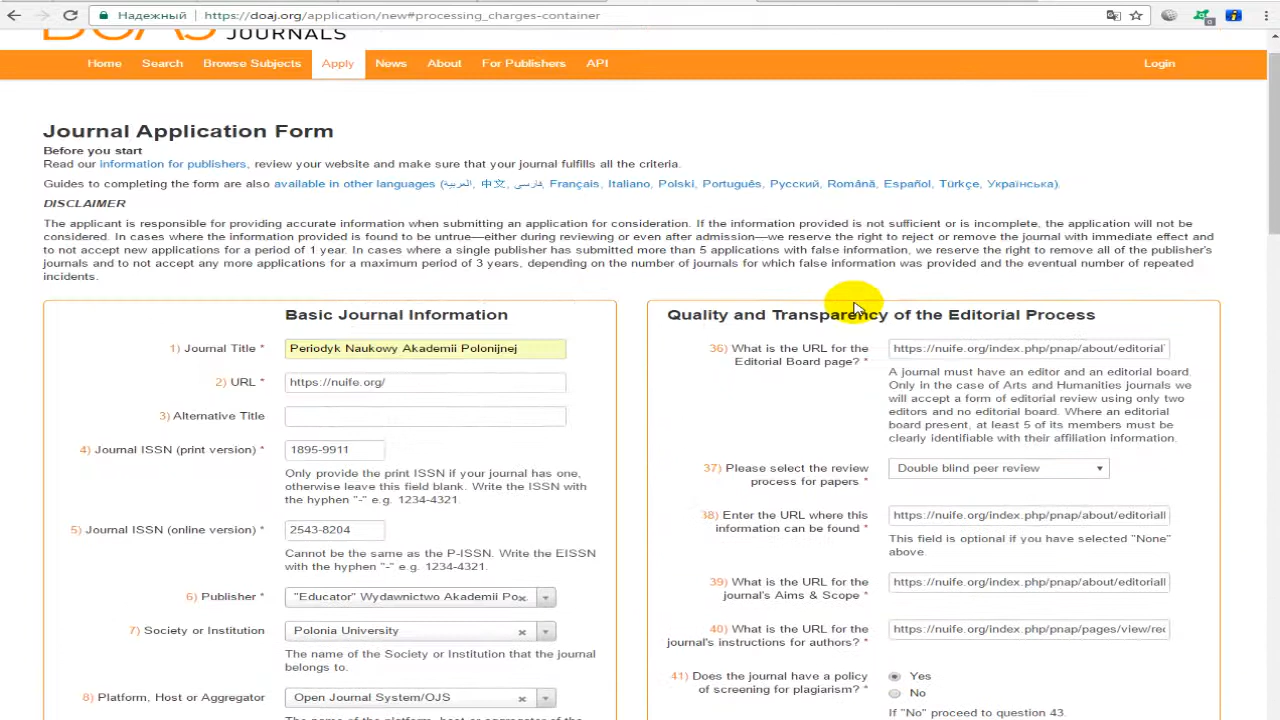 Надежный https://doaj.org/application/new#processing_charges-container
JOURNALS
Home Search Browse Subjects Apply News About For Publishers API Login
Journal Application Form
Before you start
Read our information for publishers, review your website and make sure that your journal fulfills all the criteria.
Guides to completing the form are also available in other languages (العربية, 中文, فارسی, Français, Italiano, Polski, Português, Русский, Română, Español, Türkçe, Українська).
DISCLAIMER
The applicant is responsible for providing accurate information when submitting an application for consideration. If the information provided is not sufficient or is incomplete, the application will not be
considered. In cases where the information provided is found to be untrue—either during reviewing or even after admission—we reserve the right to reject or remove the journal with immediate effect and
to not accept new applications for a period of 1 year. In cases where a single publisher has submitted more than 5 applications with false information, we reserve the right to remove all of the publisher's
journals and to not accept any more applications for a maximum period of 3 years, depending on the number of journals for which false information was provided and the eventual number of repeated
incidents.
Basic Journal Information
1) Journal Title * Periodyk Naukowy Akademii Polonijnej
2) URL * https://nuife.org/
3) Alternative Title
4) Journal ISSN (print version) * 1895-9911
Only provide the print ISSN if your journal has one,
otherwise leave this field blank. Write the ISSN with
the hyphen "-" e.g. 1234-4321.
5) Journal ISSN (online version) * 2543-8204
Cannot be the same as the P-ISSN. Write the EISSN
with the hyphen "-" e.g. 1234-4321.
6) Publisher * "Educator" Wydawnictwo Akademii Po...
7) Society or Institution Polonia University
The name of the Society or Institution that the journal
belongs to.
8) Platform, Host or Aggregator Open Journal System/OJS
The name of the platform, host or aggregator of the
Quality and Transparency of the Editorial Process
36) What is the URL for the https://nuife.org/index.php/pnap/about/editorial
Editorial Board page? *
A journal must have an editor and an editorial board.
Only in the case of Arts and Humanities journals we
will accept a form of editorial review using only two
editors and no editorial board. Where an editorial
board present, at least 5 of its members must be
clearly identifiable with their affiliation information.
37) Please select the review Double blind peer review
process for papers *
38) Enter the URL where this https://nuife.org/index.php/pnap/about/editorial
information can be found *
This field is optional if you have selected "None"
above.
39) What is the URL for the https://nuife.org/index.php/pnap/about/editorial
journal's Aims & Scope *
40) What is the URL for the https://nuife.org/index.php/pnap/pages/view/rec
journal's instructions for authors? *
41) Does the journal have a policy Yes
of screening for plagiarism? * No
If "No" proceed to question 43.